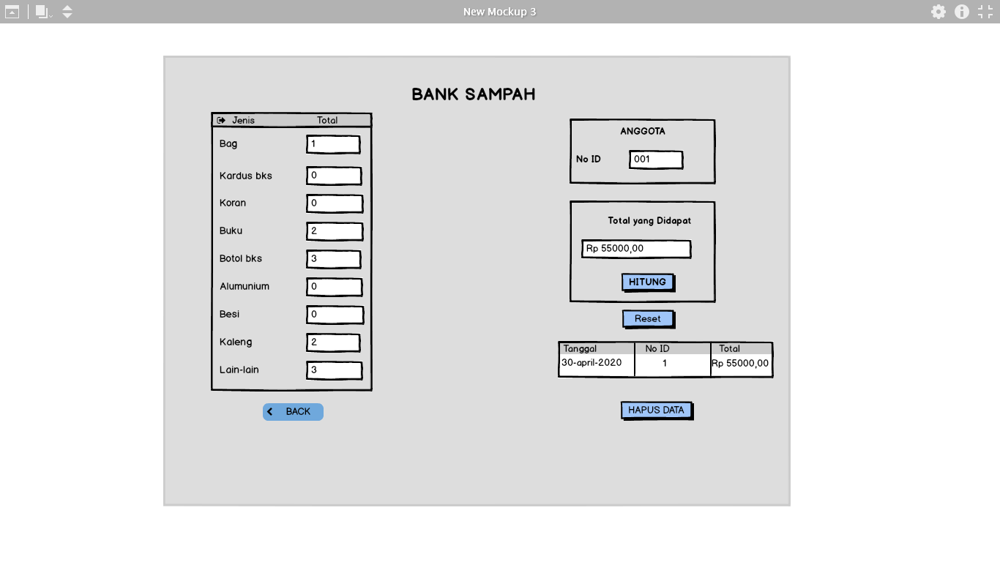 New Mockup 3
BANK SAMPAH
Jenis Total
Bag 1
Kardus bks 0
Koran 0
Buku 2
Botol bks 3
Alumunium 0
Besi 0
Kaleng 2
Lain-lain 3
BACK
ANGGOTA
No ID 001
Total yang Didapat
Rp 55000,00
HITUNG
Reset
Tanggal No ID Total
30-april-2020 1 Rp 55000,00
HAPUS DATA